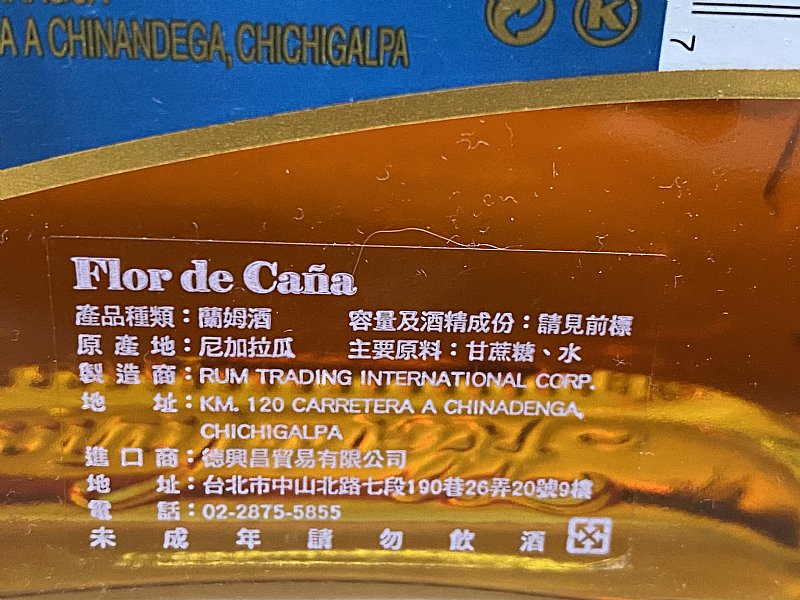 A A CHINANDEGA, CHICHIGALPA
K
7
Flor de Caña
產品種類：蘭姆酒 容量及酒精成份：請見前標
原產地：尼加拉瓜 主要原料：甘蔗糖、水
製造商：RUM TRADING INTERNATIONAL CORP.
地址：KM. 120 CARRETERA A CHINADENGA,
CHICHIGALPA
進口商：德興昌貿易有限公司
地址：台北市中山北路七段190巷26弄20號9樓
電話：02-2875-5855
未成年請勿飲酒